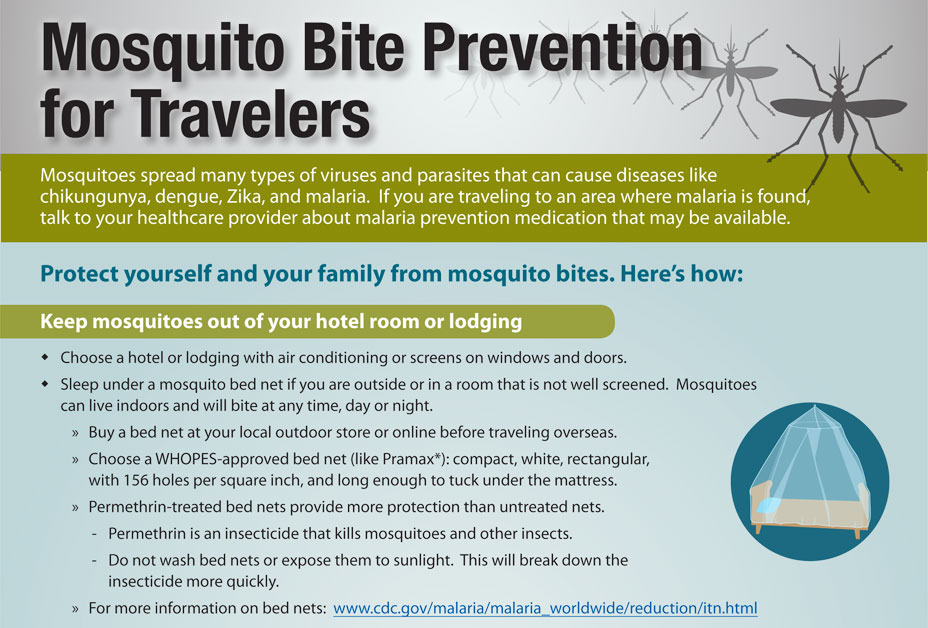 Mosquito Bite Prevention
for Travelers
Mosquitoes spread many types of viruses and parasites that can cause diseases like
chikungunya, dengue, Zika, and malaria.  If you are traveling to an area where malaria is found,
talk to your healthcare provider about malaria prevention medication that may be available.
Protect yourself and your family from mosquito bites. Here’s how:
Keep mosquitoes out of your hotel room or lodging
◆ Choose a hotel or lodging with air conditioning or screens on windows and doors.
◆ Sleep under a mosquito bed net if you are outside or in a room that is not well screened.  Mosquitoes
can live indoors and will bite at any time, day or night.
» Buy a bed net at your local outdoor store or online before traveling overseas.
» Choose a WHOPES-approved bed net (like Pramax*): compact, white, rectangular,
with 156 holes per square inch, and long enough to tuck under the mattress.
» Permethrin-treated bed nets provide more protection than untreated nets.
- Permethrin is an insecticide that kills mosquitoes and other insects.
- Do not wash bed nets or expose them to sunlight.  This will break down the
insecticide more quickly.
» For more information on bed nets:  www.cdc.gov/malaria/malaria_worldwide/reduction/itn.html